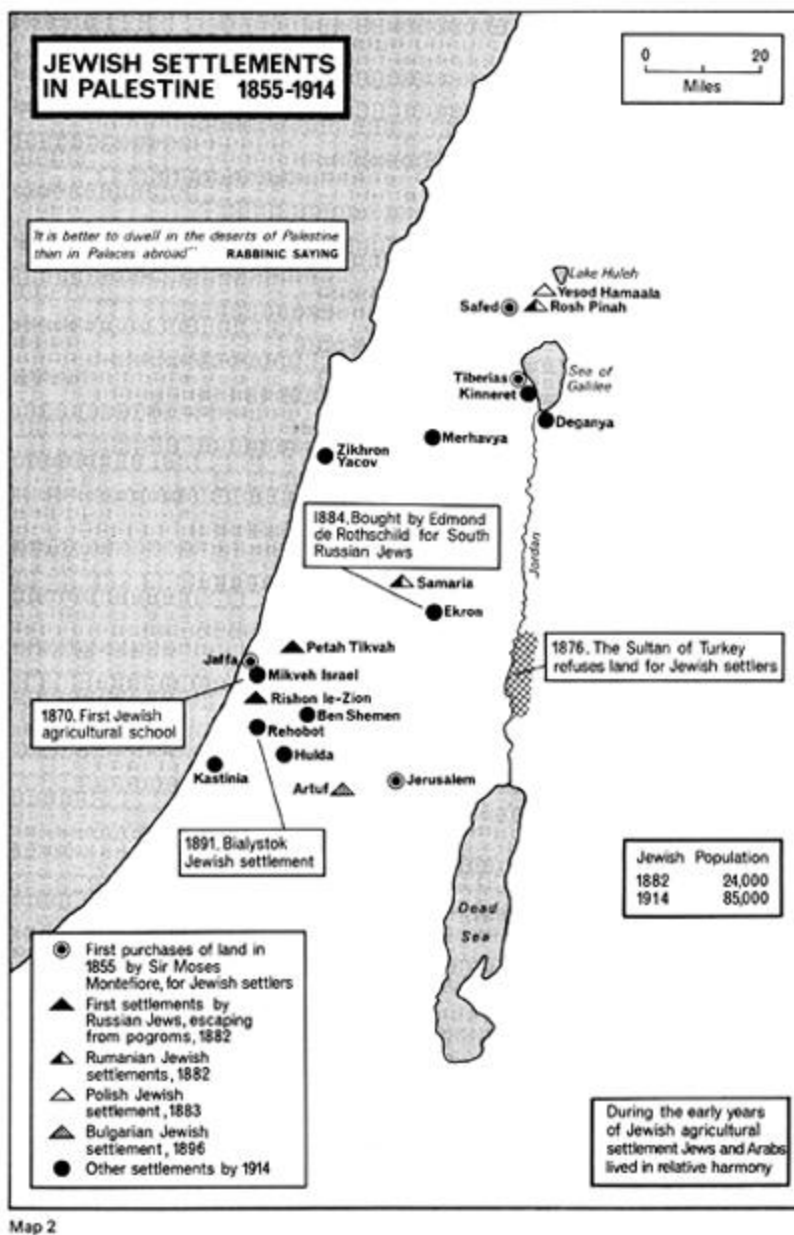 JEWISH SETTLEMENTS
IN PALESTINE 1855-1914
0 20
Miles
'It is better to dwell in the deserts of Palestine
than in Palaces abroad'
RABBINIC SAYING
Lake Huleh
Yesod Hamaala
Safed
Rosh Pinah
Tiberias
Sea of
Galilee
Kinneret
Deganya
Merhavya
Zikhron
Yacov
1884. Bought by Edmond
de Rothschild for South
Russian Jews
Jordan
Samaria
Ekron
Petah Tikvah
1876. The Sultan of Turkey
refuses land for Jewish settlers
Jaffa
Mikveh Israel
Rishon le-Zion
1870. First Jewish
agricultural school
Ben Shemen
Rehobot
Hulda
Kastinia
Artuf
Jerusalem
1891. Bialystok
Jewish settlement
Jewish Population
1882 24,000
1914 85,000
Dead
Sea
First purchases of land in
1855 by Sir Moses
Montefiore, for Jewish settlers
First settlements by
Russian Jews, escaping
from pogroms, 1882
Rumanian Jewish
settlements, 1882
Polish Jewish
settlement, 1883
Bulgarian Jewish
settlement, 1896
Other settlements by 1914
During the early years
of Jewish agricultural
settlement Jews and Arabs
lived in relative harmony
Map 2